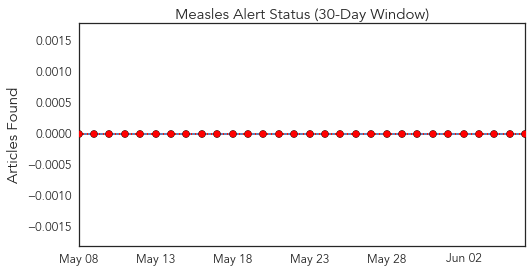 Measles Alert Status (30-Day Window)
Articles Found
0.0015
0.0010
0.0005
0.0000
−0.0005
−0.0010
−0.0015
May 08 May 13 May 18 May 23 May 28 Jun 02